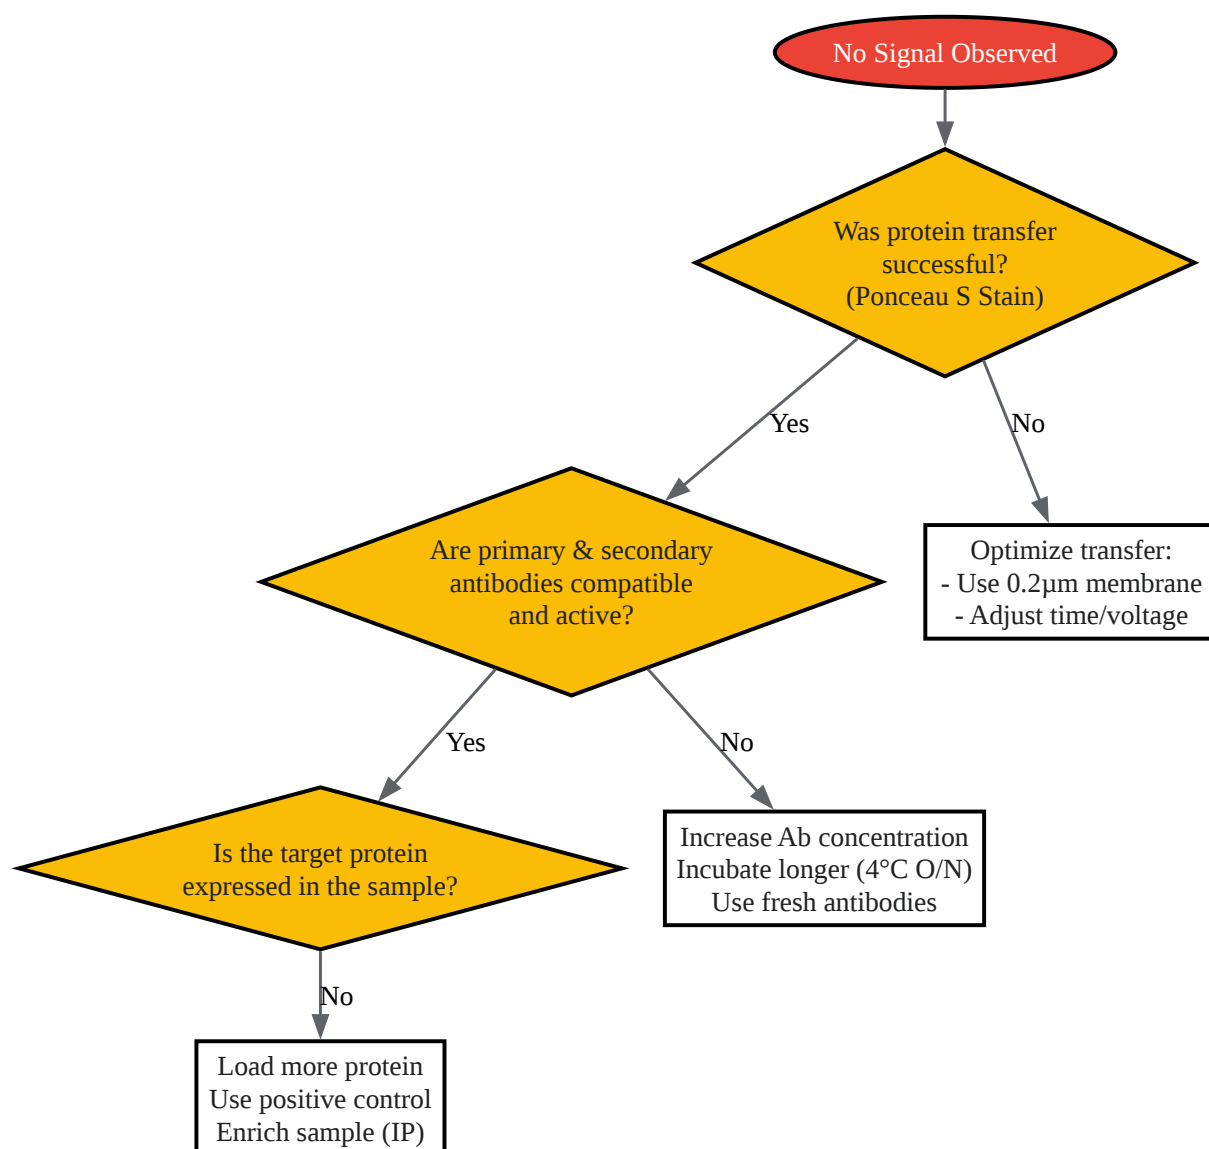 No Signal Observed
Was protein transfer
successful?
(Ponceau S Stain)
Yes
No
Are primary & secondary
antibodies compatible
and active?
Optimize transfer:
- Use 0.2µm membrane
- Adjust time/voltage
Yes
No
Is the target protein
expressed in the sample?
Increase Ab concentration
Incubate longer (4°C O/N)
Use fresh antibodies
No
Load more protein
Use positive control
Enrich sample (IP)